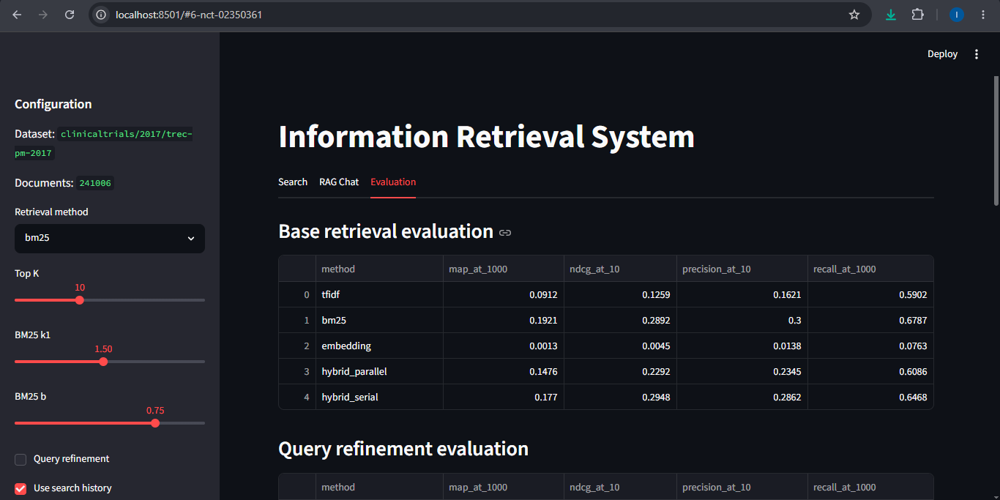 localhost:8501/#6-nct-02350361
I
Deploy
Configuration
Dataset: clinicaltrials/2017/trec-
pm-2017
Documents: 241006
Retrieval method
bm25
Top K
10
BM25 k1
1.50
BM25 b
0.75
Query refinement
Use search history
Information Retrieval System
Search RAG Chat Evaluation
Base retrieval evaluation
method map_at_1000 ndcg_at_10 precision_at_10 recall_at_1000
0 tfidf 0.0912 0.1259 0.1621 0.5902
1 bm25 0.1921 0.2892 0.3 0.6787
2 embedding 0.0013 0.0045 0.0138 0.0763
3 hybrid_parallel 0.1476 0.2292 0.2345 0.6086
4 hybrid_serial 0.177 0.2948 0.2862 0.6468
Query refinement evaluation
method map_at_1000 ndcg_at_10 precision_at_10 recall_at_1000